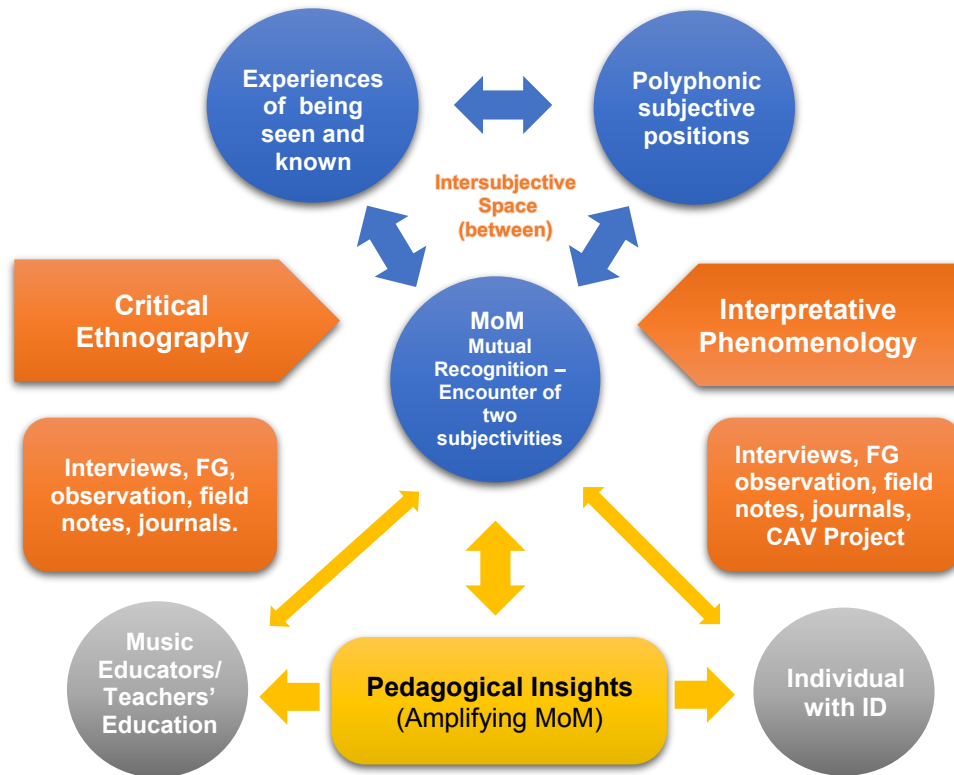 Experiences
of being
seen and
known
Polyphonic
subjective
positions
Intersubjective
Space
(between)
Critical
Ethnography
MoM
Mutual
Recognition –
Encounter of
two
subjectivities
Interpretative
Phenomenology
Interviews, FG,
observation, field
notes, journals.
Interviews, FG
observation, field
notes, journals,
CAV Project
Music
Educators/
Teachers’
Education
Pedagogical Insights
(Amplifying MoM)
Individual
with ID